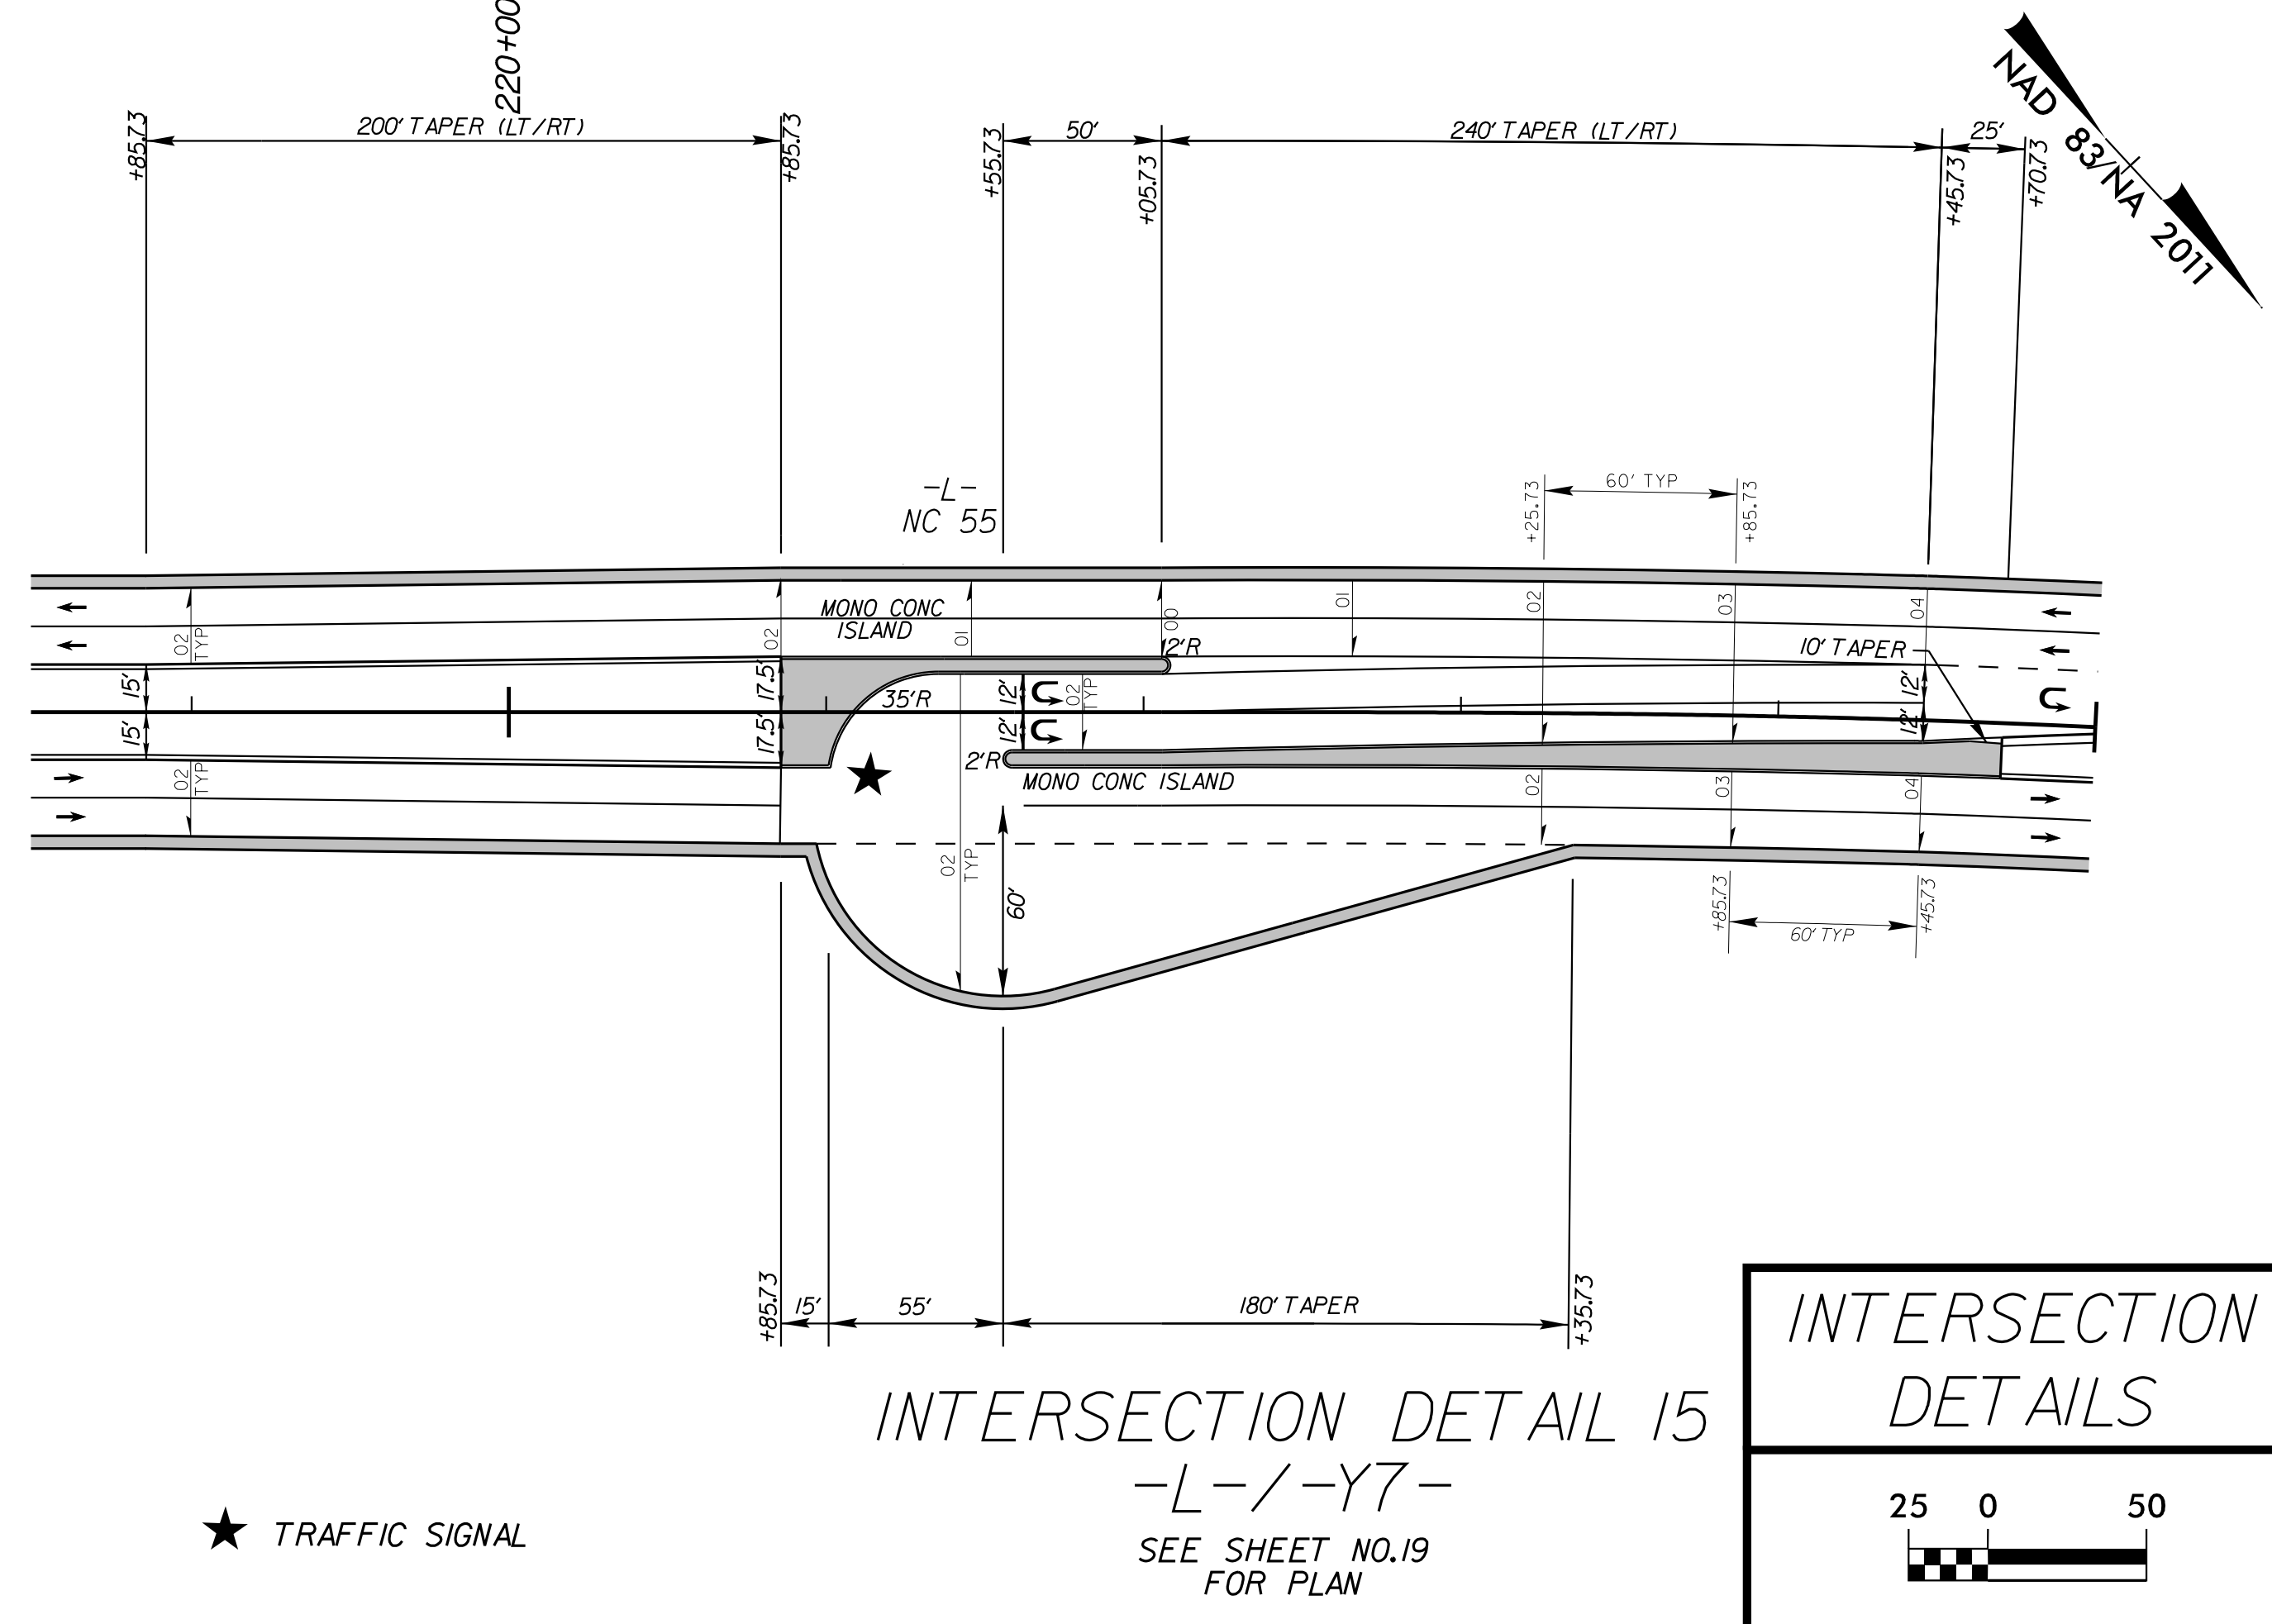 220+00
+85.73
200' TAPER (LT/RT)
+85.73
+55.73
50'
+05.73
240' TAPER (LT/RT)
+45.73
25'
+70.73
NAD 83/NA 2011
-L-
NC 55
+25.73
60' TYP
+85.73
02
TYP
02
MONO CONC
ISLAND
01
00
01
02
03
04
2'R
10' TAPER
15'
15'
17.5'
17.5'
35'R
12'
12'
02
TYP
12'
12'
02
TYP
2'R
MONO CONC ISLAND
02
03
04
02
TYP
60'
+85.73
60' TYP
+45.73
+85.73
15'
55'
180' TAPER
+35.73
INTERSECTION DETAIL 15
-L-/-Y7-
SEE SHEET NO.19
FOR PLAN
TRAFFIC SIGNAL
INTERSECTION
DETAILS
25 0 50